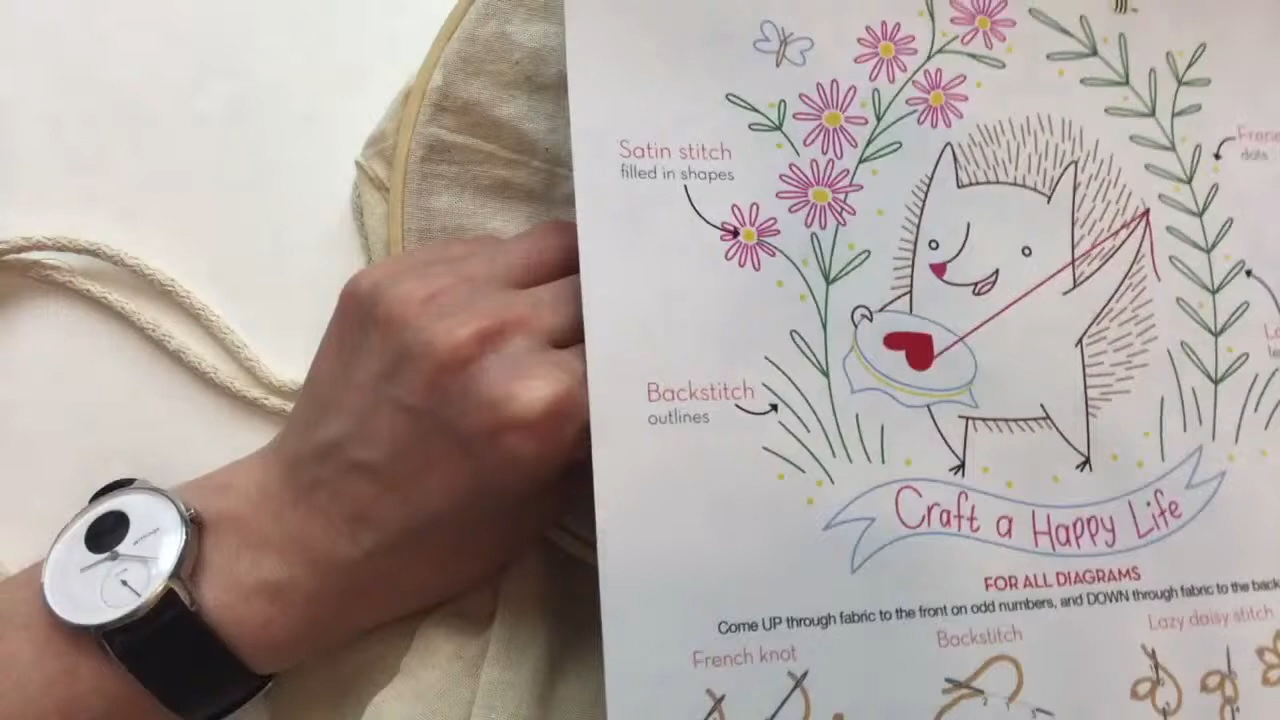 Satin stitch
filled in shapes
dots
Backstitch
outlines
Craft a Happy Life
FOR ALL DIAGRAMS
Come UP through fabric to the front on odd numbers, and DOWN through fabric to the back
French knot
Backstitch
Lazy daisy stitch